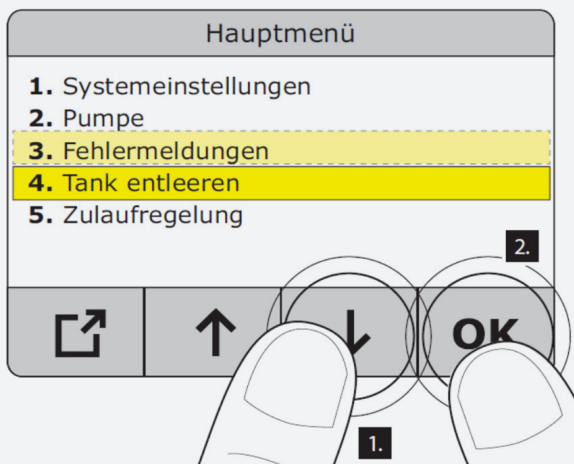 Hauptmenü
1. Systemeinstellungen
2. Pumpe
3. Fehlermeldungen
4. Tank entleeren
5. Zulaufregelung
2.
OK
1.